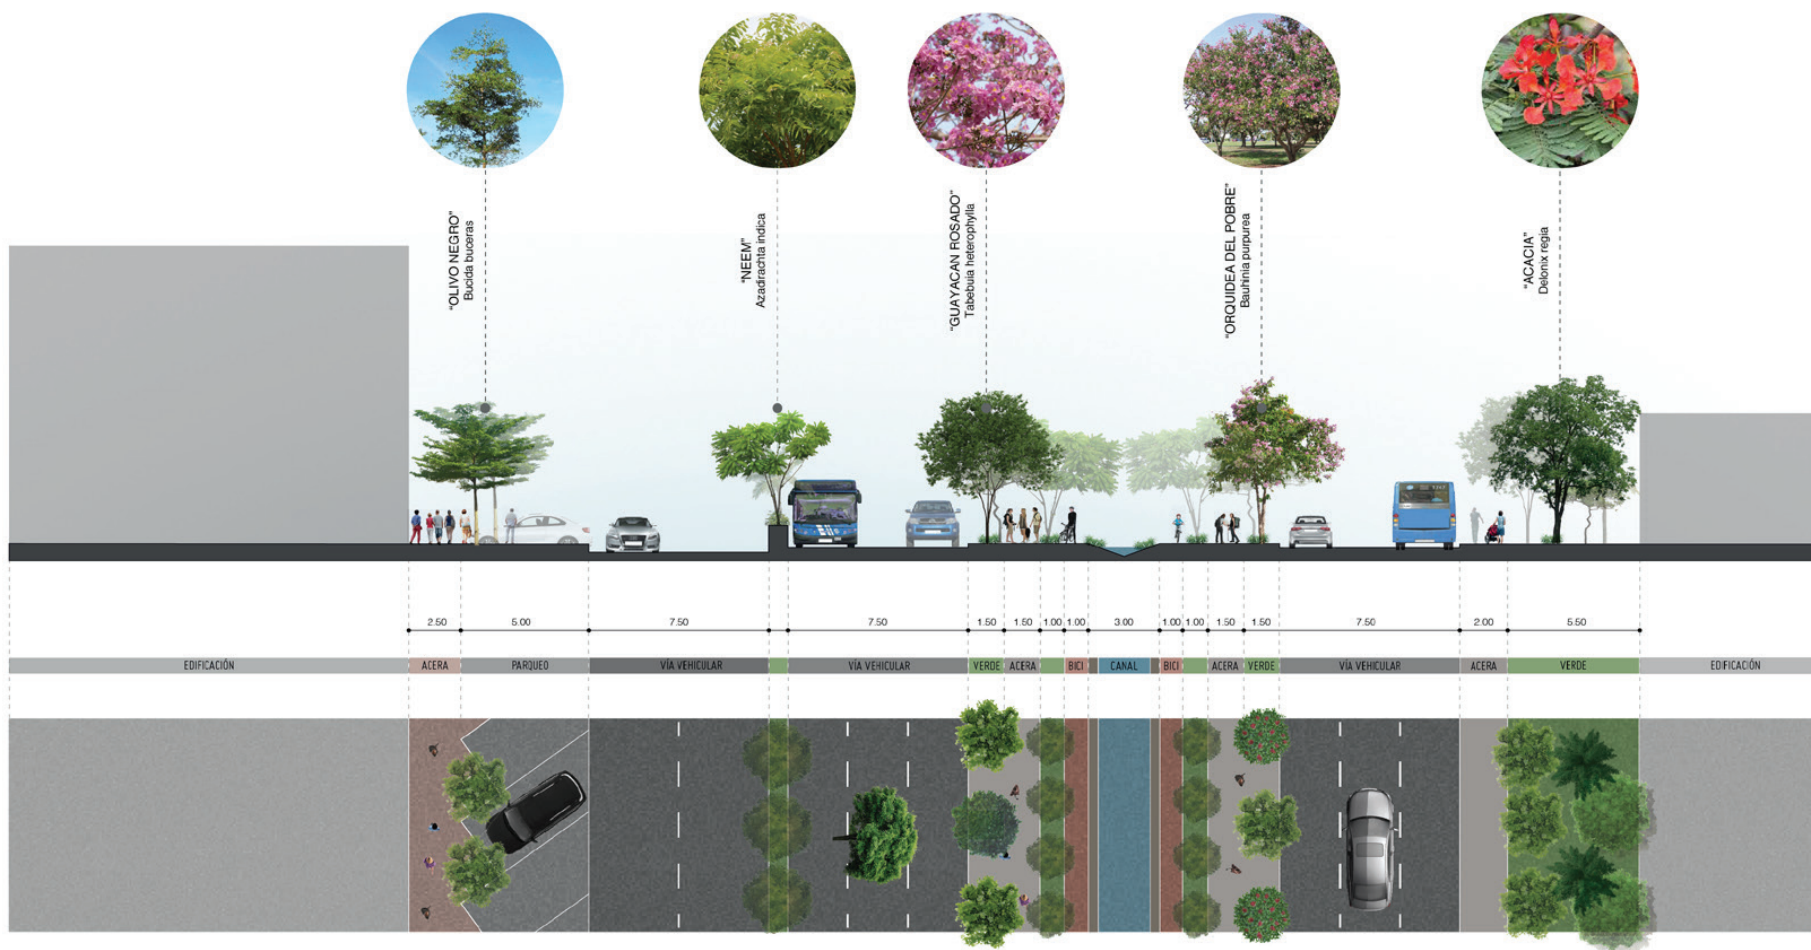 "OLIVO NEGRO"
Bucida buceras
"NEEM"
Azadirachta indica
"GUAYACAN ROSADO"
Tabebuia heterophylla
"ORQUIDEA DEL POBRE"
Bauhinia purpurea
"ACACIA"
Delonix regia
2.50 5.00 7.50 7.50 1.50 1.50 1.00 1.00 3.00 1.00 1.00 1.50 1.50 7.50 2.00 5.50
EDIFICACIÓN ACERA PARQUEO VÍA VEHICULAR VÍA VEHICULAR VERDE ACERA BICI CANAL BICI ACERA VERDE VÍA VEHICULAR ACERA VERDE EDIFICACIÓN